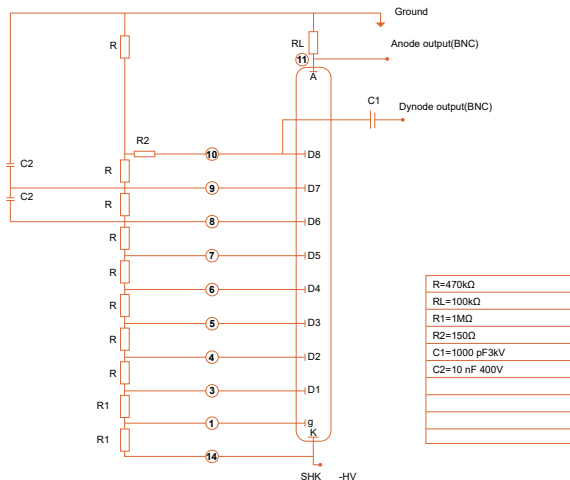 Ground
R
RL
Anode output(BNC)
11
A
C1
Dynode output(BNC)
R2
10
D8
C2
R
9
D7
C2
R
8
D6
R
7
D5
R
6
D4
R
5
D3
R
4
D2
R
3
D1
R1
1
g
K
R1
14
SHK -HV
R=470kΩ
RL=100kΩ
R1=1MΩ
R2=150Ω
C1=1000 pF3kV
C2=10 nF 400V